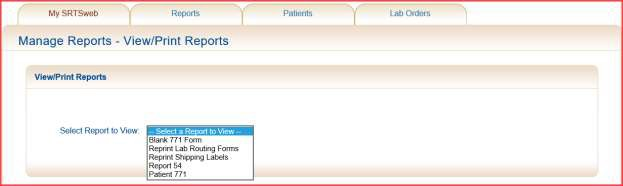 My SRTSweb Reports Patients Lab Orders
Manage Reports - View/Print Reports
View/Print Reports
Select Report to View: -- Select a Report to View --
Blank 771 Form
Reprint Lab Routing Forms
Reprint Shipping Labels
Report 54
Patient 771